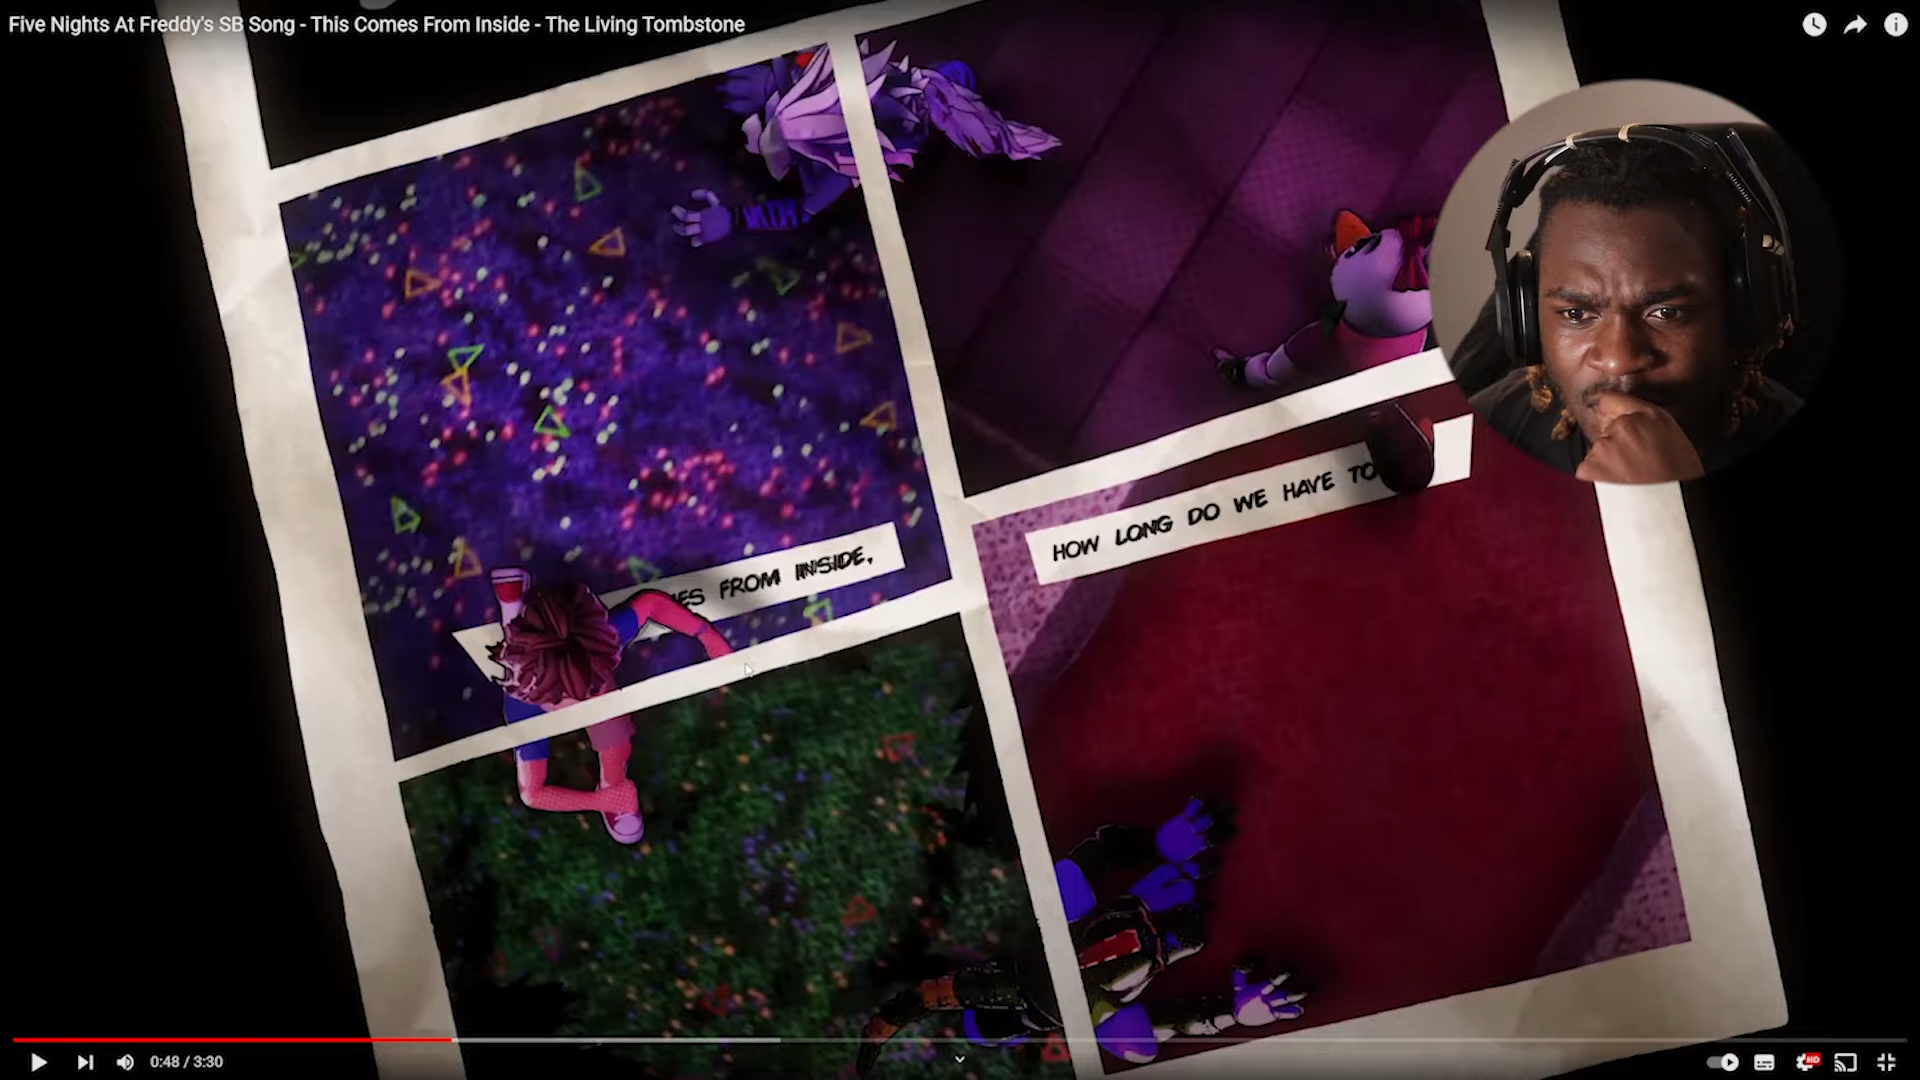 Five Nights At Freddy's SB Song - This Comes From Inside - The Living Tombstone
FROM INSIDE,
HOW LONG DO WE HAVE TO
0:48 / 3:30
HD